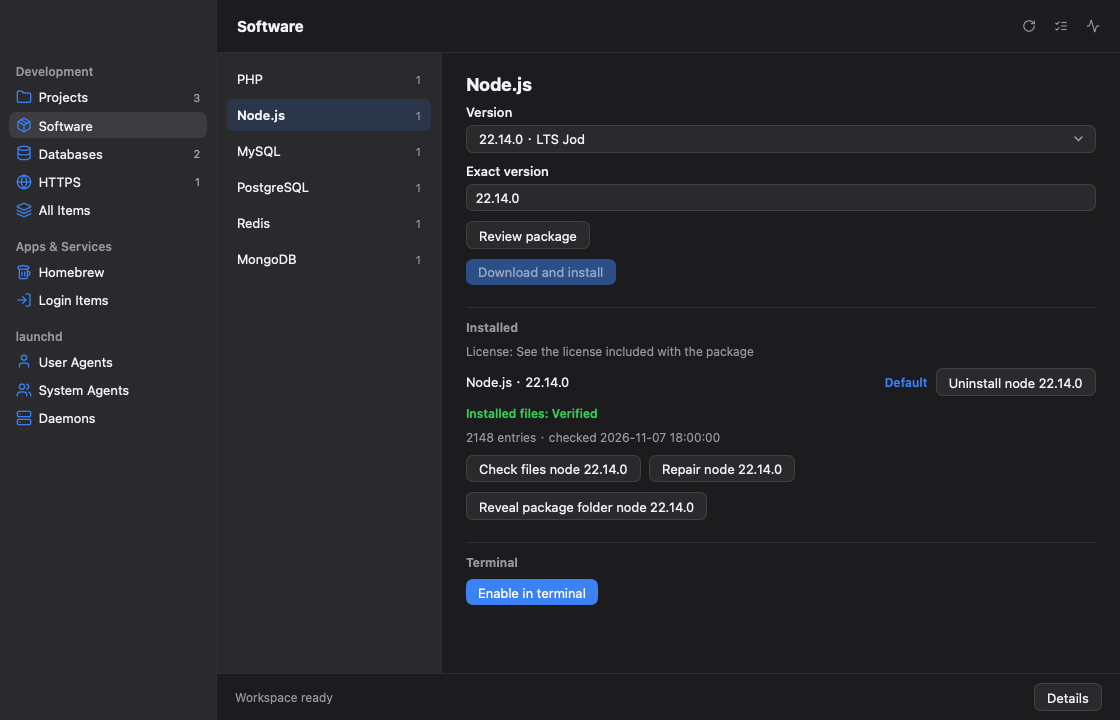 Software
Development
Projects 3
Software
Databases 2
HTTPS 1
All Items
Apps & Services
Homebrew
Login Items
launchd
User Agents
System Agents
Daemons
PHP 1
Node.js 1
MySQL 1
PostgreSQL 1
Redis 1
MongoDB 1
Node.js
Version
22.14.0 · LTS Jod
Exact version
22.14.0
Review package
Download and install
Installed
License: See the license included with the package
Node.js · 22.14.0 Default Uninstall node 22.14.0
Installed files: Verified
2148 entries · checked 2026-11-07 18:00:00
Check files node 22.14.0 Repair node 22.14.0
Reveal package folder node 22.14.0
Terminal
Enable in terminal
Workspace ready Details